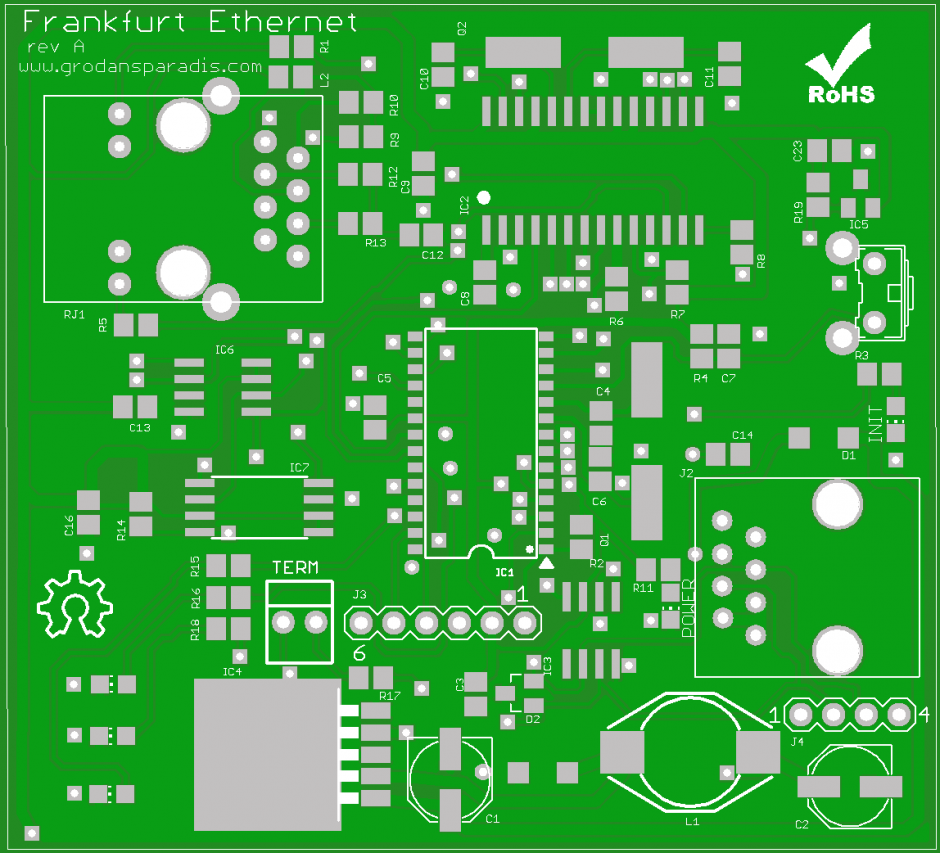 Frankfurt Ethernet
rev A
www.grodansparadis.com
R1
L2
Q2
C10
C11
RoHS
R10
R9
R12
C9
IC2
C23
R19
IC5
R13
C12
R8
C8
R6
R7
RJ1
R5
IC6
C5
C4
R4
C7
R3
C13
INIT
C14
D1
IC7
J2
C6
C16
R14
Q1
R15
TERM
IC1
R2
R11
POWER
R16
J3
1
R18
6
IC4
R17
C3
IC3
D2
1
4
J4
C1
L1
C2